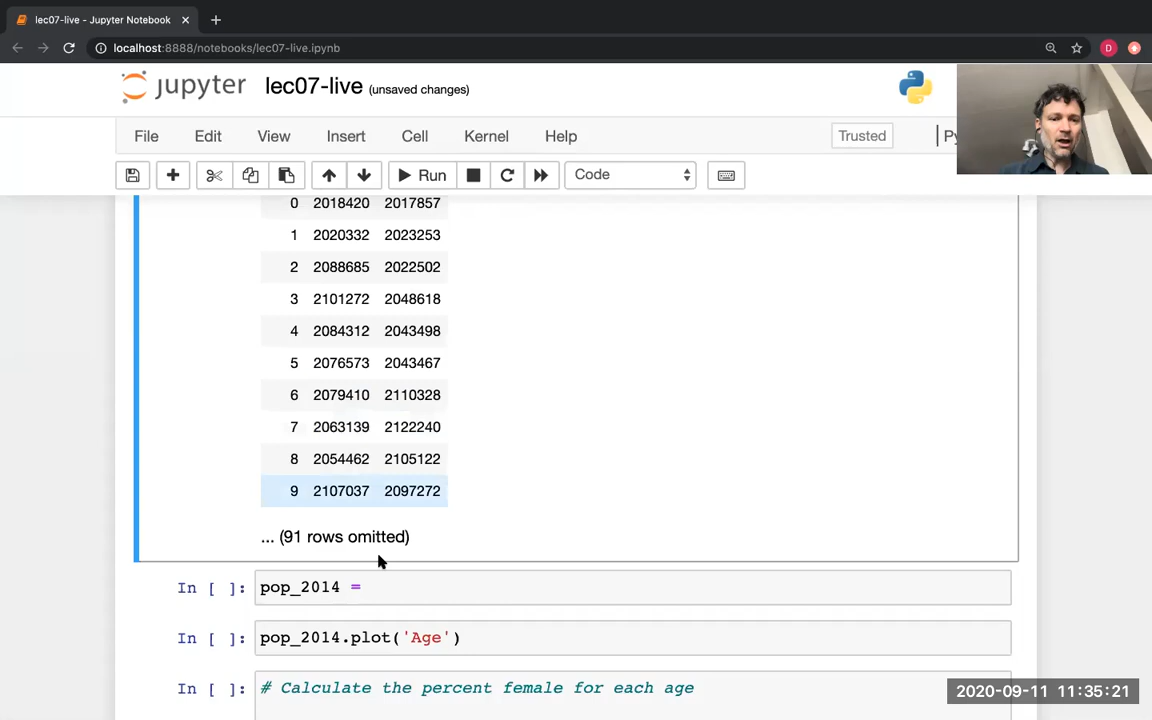 lec07-live - Jupyter Notebook
localhost:8888/notebooks/lec07-live.ipynb
D
jupyter lec07-live (unsaved changes)
File Edit View Insert Cell Kernel Help Trusted Py
Run Code
0 2018420 2017857
1 2020332 2023253
2 2088685 2022502
3 2101272 2048618
4 2084312 2043498
5 2076573 2043467
6 2079410 2110328
7 2063139 2122240
8 2054462 2105122
9 2107037 2097272
... (91 rows omitted)
In [ ]: pop_2014 =
In [ ]: pop_2014.plot('Age')
In [ ]: # Calculate the percent female for each age
2020-09-11 11:35:21